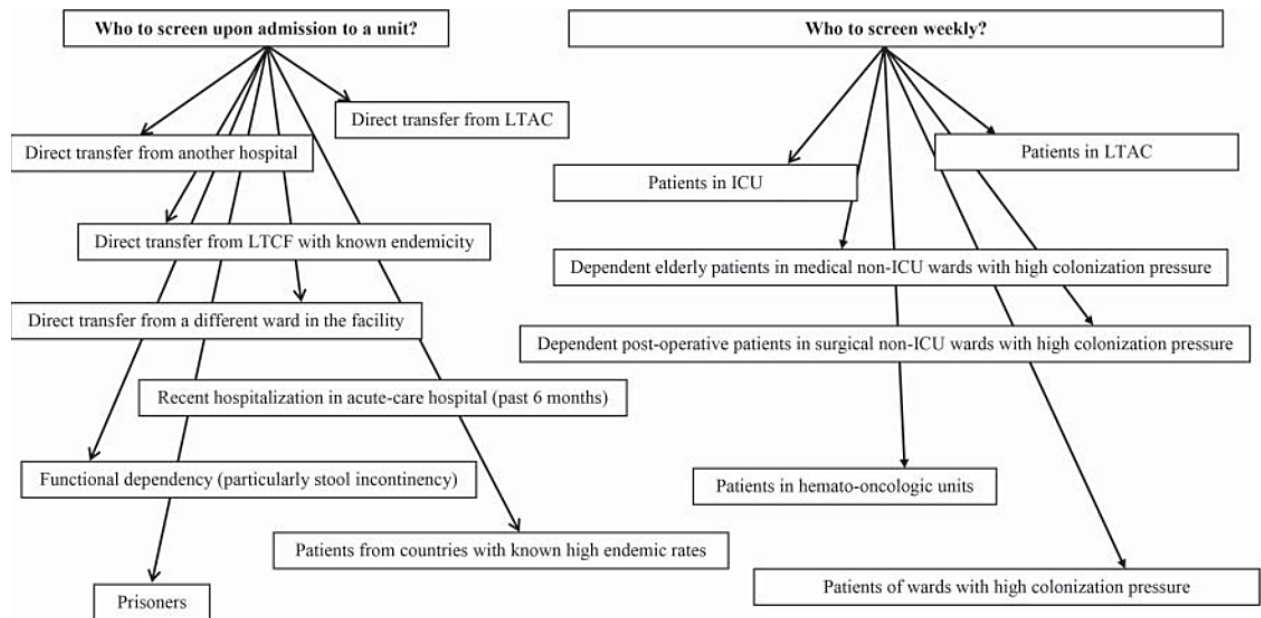 Who to screen upon admission to a unit?
Direct transfer from LTAC
Direct transfer from another hospital
Direct transfer from LTCF with known endemicity
Direct transfer from a different ward in the facility
Recent hospitalization in acute-care hospital (past 6 months)
Functional dependency (particularly stool incontinency)
Patients from countries with known high endemic rates
Prisoners
Who to screen weekly?
Patients in LTAC
Patients in ICU
Dependent elderly patients in medical non-ICU wards with high colonization pressure
Dependent post-operative patients in surgical non-ICU wards with high colonization pressure
Patients in hemato-oncologic units
Patients of wards with high colonization pressure